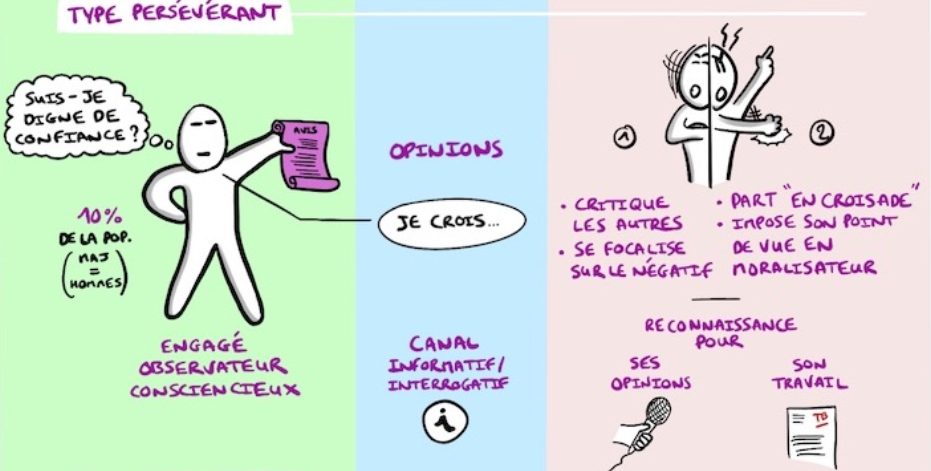 TYPE PERSÉVÉRANT
SUIS-JE
DIGNE DE
CONFIANCE?
AVIS
10%
DE LA POP.
(MAJ
=
HOMMES)
ENGAGÉ
OBSERVATEUR
CONSCIENCIEUX
OPINIONS
JE CROIS...
CANAL
INFORMATIF/
INTERROGATIF
i
1
2
• CRITIQUE
LES AUTRES
• SE FOCALISE
SUR LE NÉGATIF
• PART "EN CROISADE"
• IMPOSE SON POINT
DE VUE EN
MORALISATEUR
RECONNAISSANCE
POUR
SES
OPINIONS
SON
TRAVAIL
TB